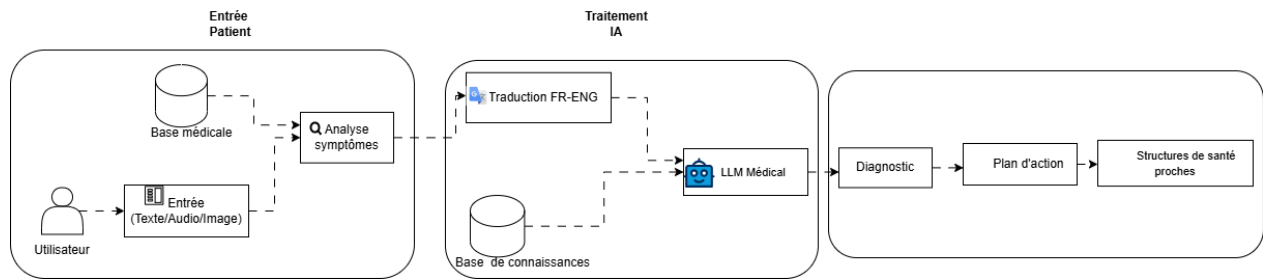 Entrée
Patient
Traitement
IA
Base médicale
Analyse
symptômes
Entrée
(Texte/Audio/Image)
Utilisateur
Traduction FR-ENG
LLM Médical
Base de connaissances
Diagnostic
Plan d'action
Structures de santé
proches